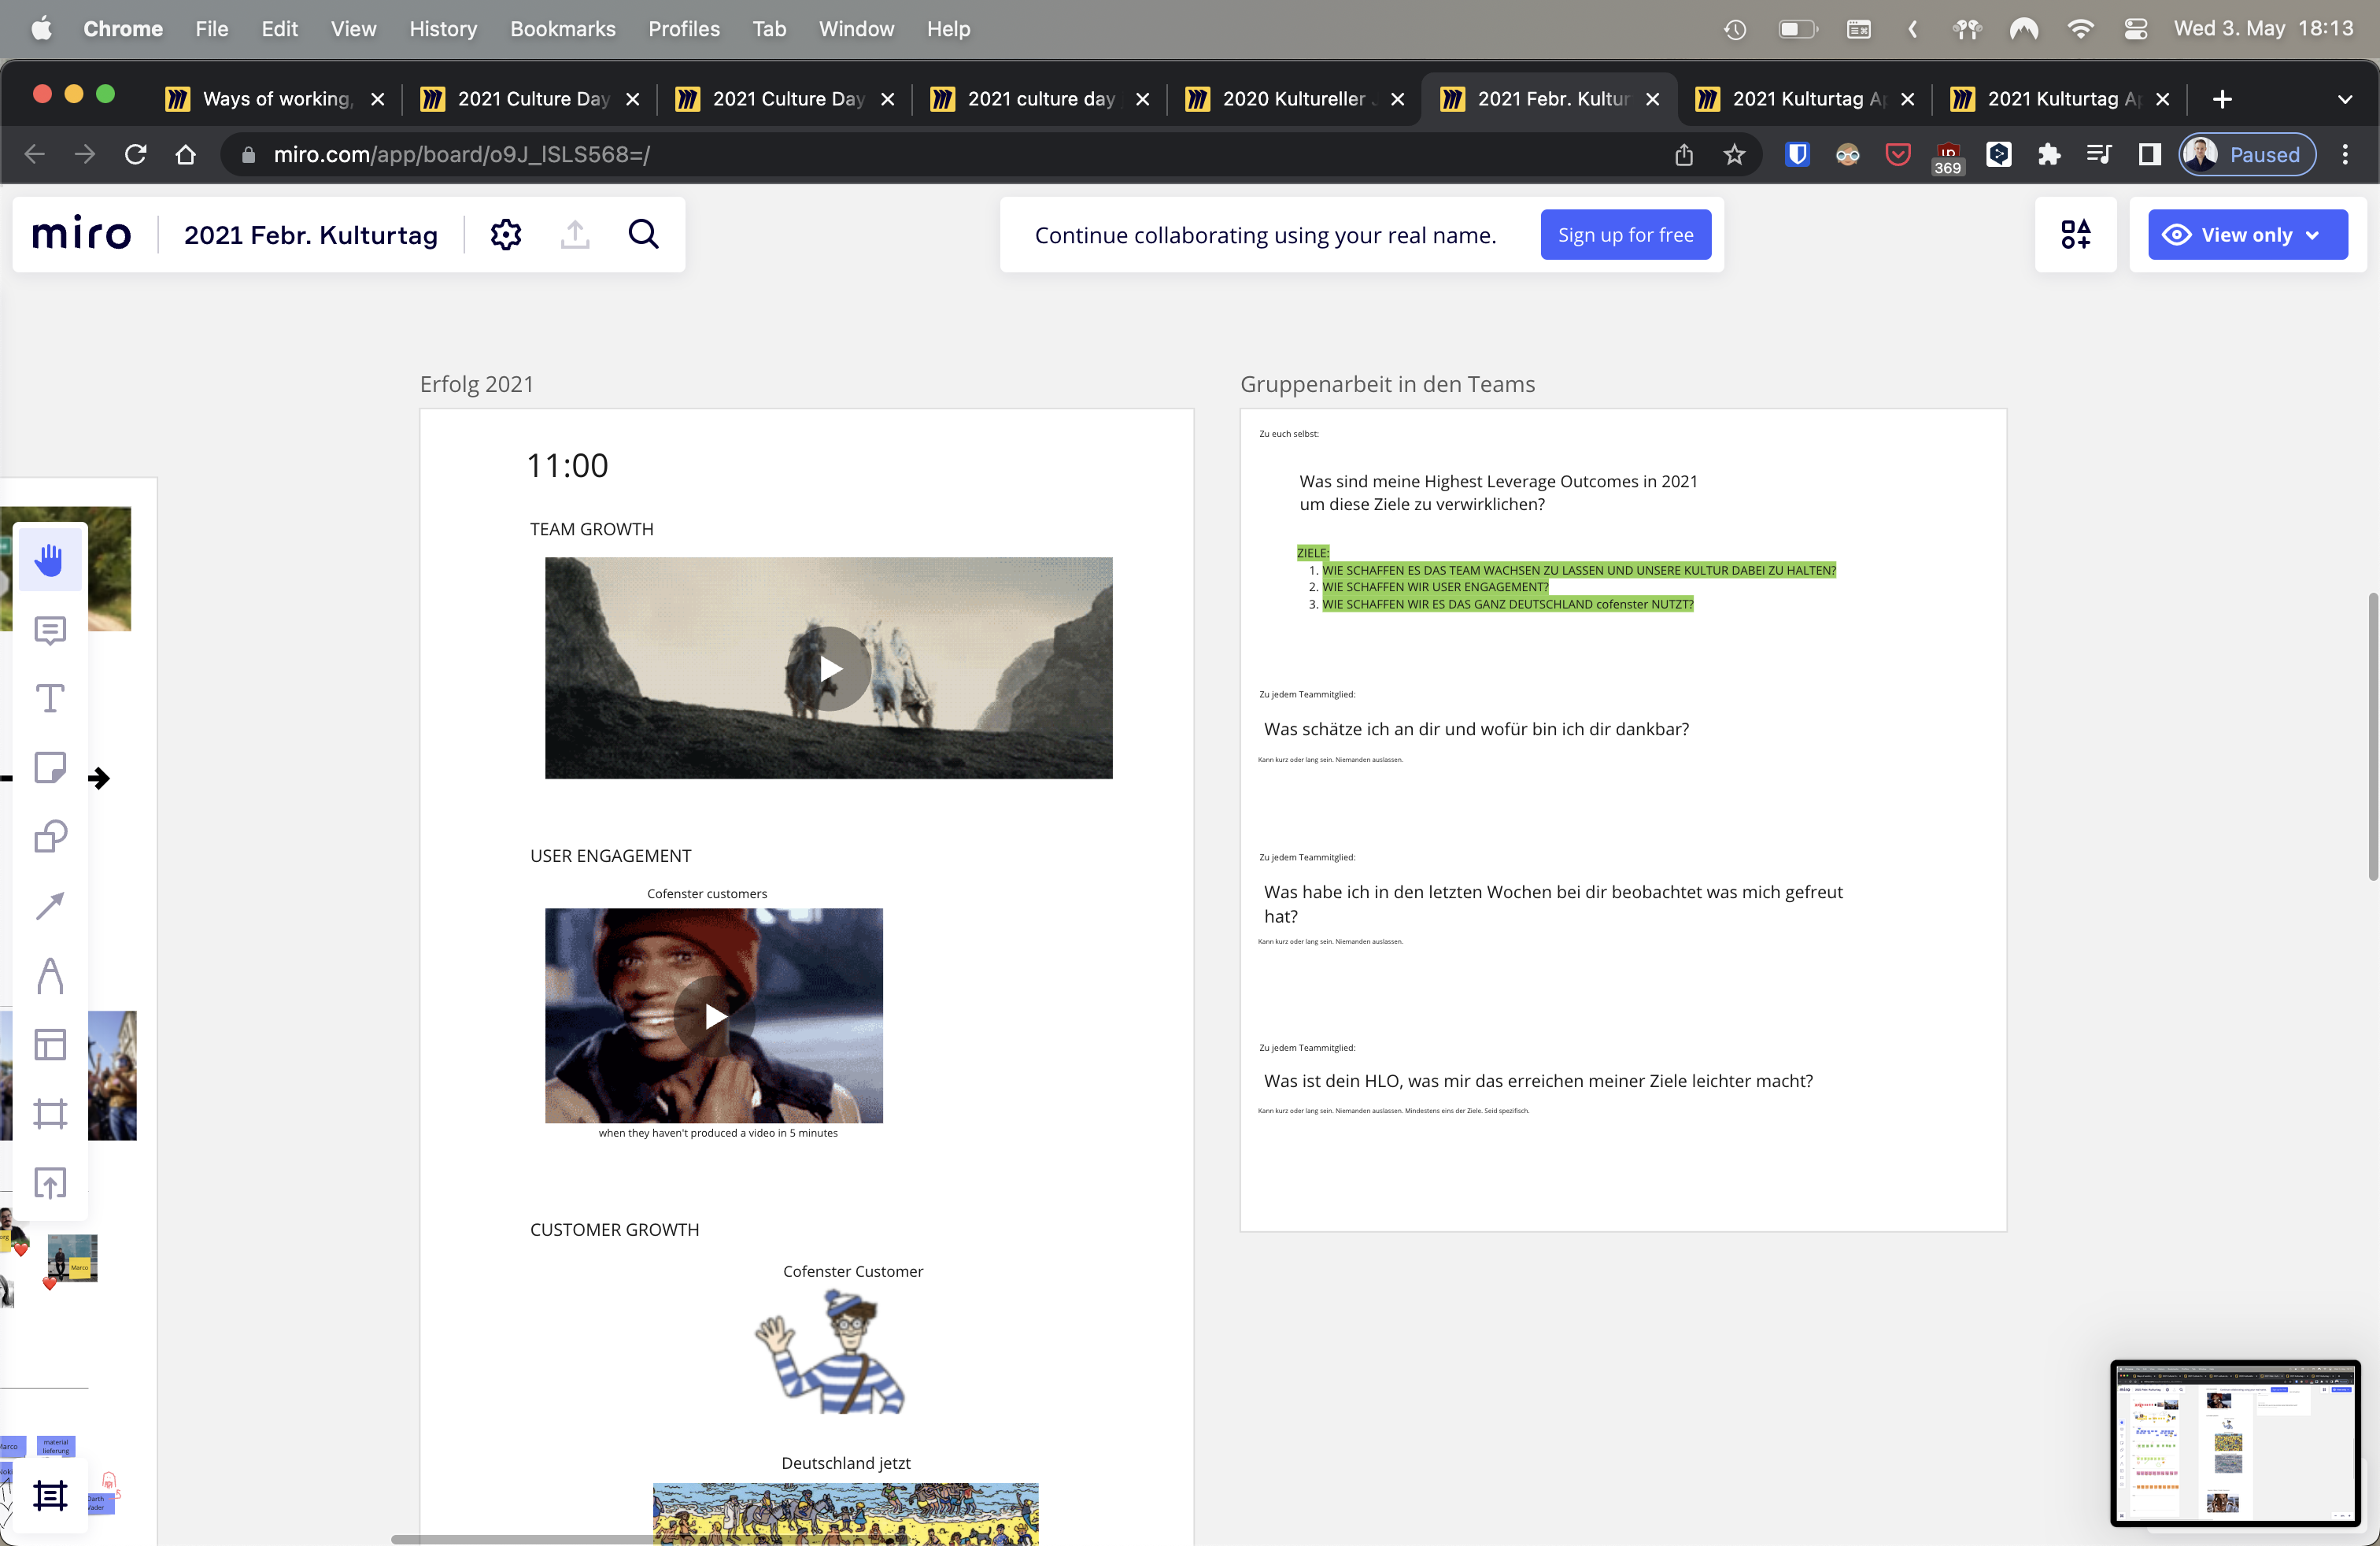 Chrome File Edit View History Bookmarks Profiles Tab Window Help
Wed 3. May 18:13
Ways of working,
2021 Culture Day
2021 Culture Day
2021 culture day
2020 Kultureller
2021 Febr. Kultur
2021 Kulturtag Ap
2021 Kulturtag Ap
miro.com/app/board/o9J_lSLS568=/
369
Paused
miro
2021 Febr. Kulturtag
Continue collaborating using your real name.
Sign up for free
View only
Erfolg 2021
11:00
TEAM GROWTH
USER ENGAGEMENT
Cofenster customers
when they haven't produced a video in 5 minutes
CUSTOMER GROWTH
Cofenster Customer
Deutschland jetzt
Gruppenarbeit in den Teams
Zu euch selbst:
Was sind meine Highest Leverage Outcomes in 2021
um diese Ziele zu verwirklichen?
ZIELE:
1. WIE SCHAFFEN ES DAS TEAM WACHSEN ZU LASSEN UND UNSERE KULTUR DABEI ZU HALTEN?
2. WIE SCHAFFEN WIR USER ENGAGEMENT?
3. WIE SCHAFFEN WIR ES DAS GANZ DEUTSCHLAND cofenster NUTZT?
Zu jedem Teammitglied:
Was schätze ich an dir und wofür bin ich dir dankbar?
Kann kurz oder lang sein. Niemanden auslassen.
Zu jedem Teammitglied:
Was habe ich in den letzten Wochen bei dir beobachtet was mich gefreut
hat?
Kann kurz oder lang sein. Niemanden auslassen.
Zu jedem Teammitglied:
Was ist dein HLO, was mir das erreichen meiner Ziele leichter macht?
Kann kurz oder lang sein. Niemanden auslassen. Mindestens eins der Ziele. Seid spezifisch.
Marco
material
lieferung
Darth
Vader